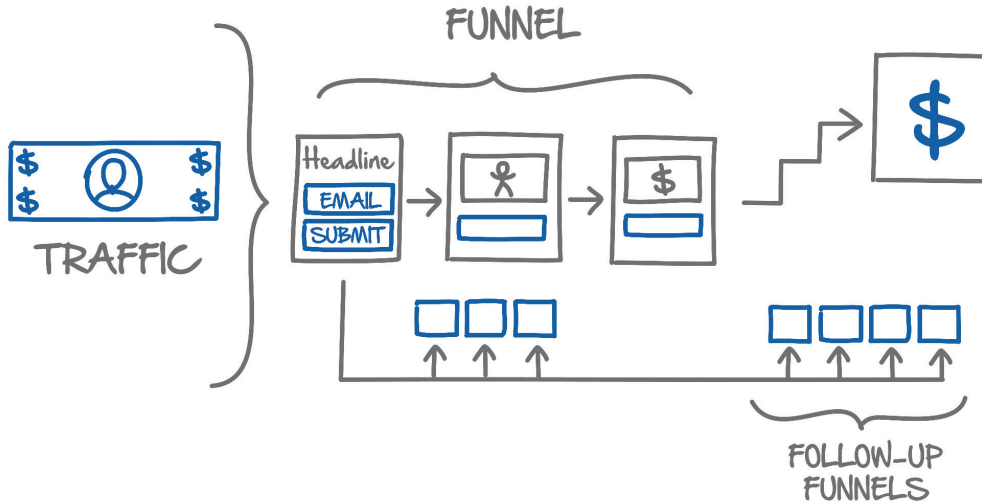 FUNNEL
$ $
$ $
TRAFFIC
Headline
EMAIL
SUBMIT
$
$
FOLLOW-UP
FUNNELS